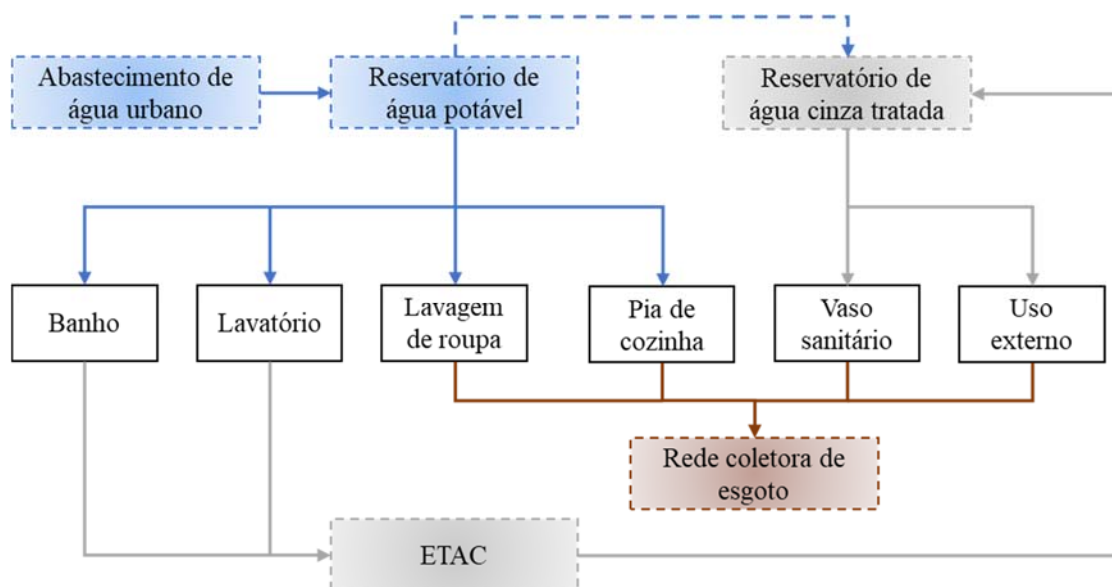 Abastecimento de
água urbano
Reservatório de
água potável
Reservatório de
água cinza tratada
Banho
Lavatório
Lavagem
de roupa
Pia de
cozinha
Vaso
sanitário
Uso
externo
Rede coletora de
esgoto
ETAC